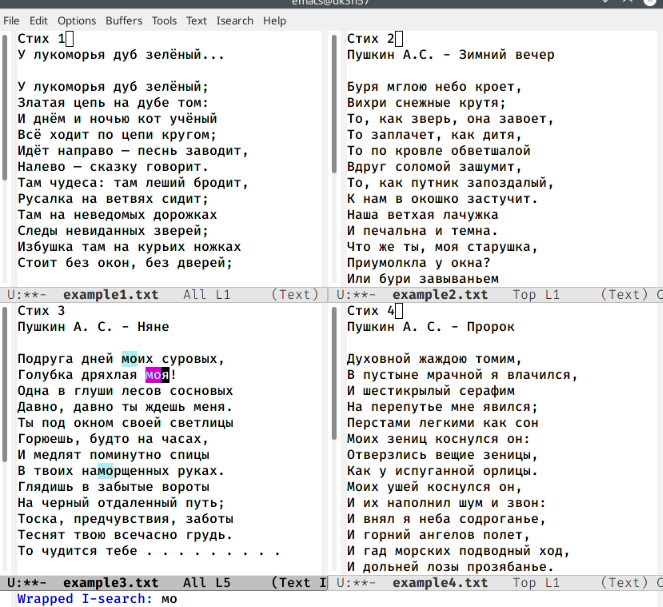 emacs@dk3n57
File Edit Options Buffers Tools Text Isearch Help
Стих 1
У лукоморья дуб зелёный...
У лукоморья дуб зелёный;
Златая цепь на дубе том:
И днём и ночью кот учёный
Всё ходит по цепи кругом;
Идёт направо — песнь заводит,
Налево — сказку говорит.
Там чудеса: там леший бродит,
Русалка на ветвях сидит;
Там на неведомых дорожках
Следы невиданных зверей;
Избушка там на курьих ножках
Стоит без окон, без дверей;
U:**- example1.txt All L1 (Text)
Стих 2
Пушкин А.С. - Зимний вечер
Буря мглою небо кроет,
Вихри снежные крутя;
То, как зверь, она завоет,
То заплачет, как дитя,
То по кровле обветшалой
Вдруг соломой зашумит,
То, как путник запоздалый,
К нам в окошко застучит.
Наша ветхая лачужка
И печальна и темна.
Что же ты, моя старушка,
Приумолкла у окна?
Или бури завываньем
U:**- example2.txt Top L1 (Text) C
Стих 3
Пушкин А. С. - Няне
Подруга дней моих суровых,
Голубка дряхлая моя!
Одна в глуши лесов сосновых
Давно, давно ты ждешь меня.
Ты под окном своей светлицы
Горюешь, будто на часах,
И медлят поминутно спицы
В твоих наморщенных руках.
Глядишь в забытые вороты
На черный отдаленный путь;
Тоска, предчувствия, заботы
Теснят твою всечасно грудь.
То чудится тебе . . . . . . . . .
U:**- example3.txt All L5 (Text I
Стих 4
Пушкин А. С. - Пророк
Духовной жаждою томим,
В пустыне мрачной я влачился,
И шестикрылый серафим
На перепутье мне явился;
Перстами легкими как сон
Моих зениц коснулся он:
Отверзлись вещие зеницы,
Как у испуганной орлицы.
Моих ушей коснулся он,
И их наполнил шум и звон:
И внял я неба содроганье,
И горний ангелов полет,
И гад морских подводный ход,
И дольней лозы прозябанье.
U:**- example4.txt Top L1 (Text) C
Wrapped I-search: мо